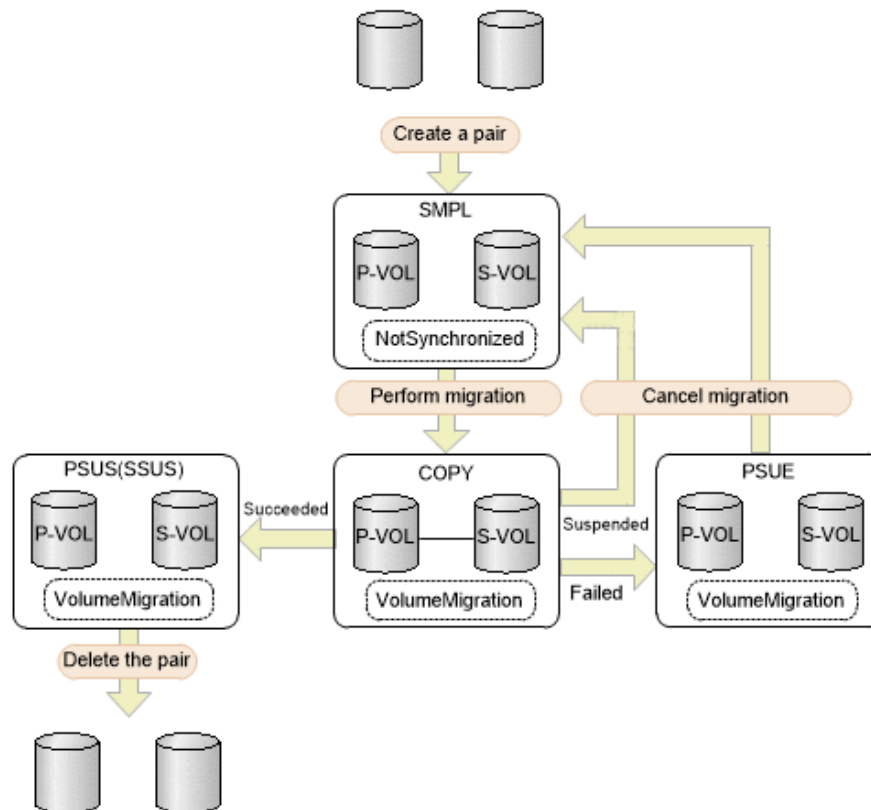 Create a pair
SMPL
P-VOL
S-VOL
NotSynchronized
Perform migration
Cancel migration
PSUS(SSUS)
P-VOL
S-VOL
VolumeMigration
Succeeded
COPY
P-VOL
S-VOL
VolumeMigration
Suspended
Failed
PSUE
P-VOL
S-VOL
VolumeMigration
Delete the pair